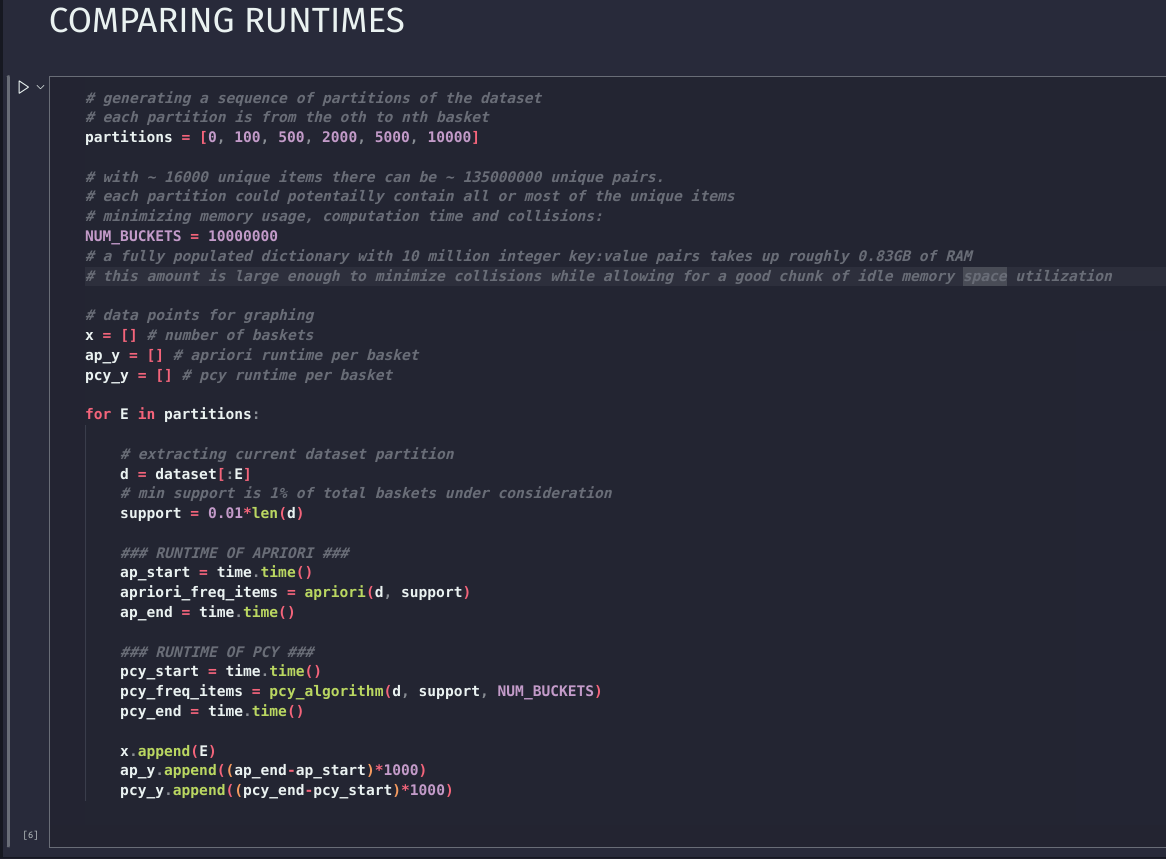 COMPARING RUNTIMES
# generating a sequence of partitions of the dataset
# each partition is from the oth to nth basket
partitions = [0, 100, 500, 2000, 5000, 10000]
# with ~ 16000 unique items there can be ~ 135000000 unique pairs.
# each partition could potentailly contain all or most of the unique items
# minimizing memory usage, computation time and collisions:
NUM_BUCKETS = 10000000
# a fully populated dictionary with 10 million integer key:value pairs takes up roughly 0.83GB of RAM
# this amount is large enough to minimize collisions while allowing for a good chunk of idle memory space utilization
# data points for graphing
x = [] # number of baskets
ap_y = [] # apriori runtime per basket
pcy_y = [] # pcy runtime per basket
for E in partitions:
# extracting current dataset partition
d = dataset[:E]
# min support is 1% of total baskets under consideration
support = 0.01*len(d)
### RUNTIME OF APRIORI ###
ap_start = time.time()
apriori_freq_items = apriori(d, support)
ap_end = time.time()
### RUNTIME OF PCY ###
pcy_start = time.time()
pcy_freq_items = pcy_algorithm(d, support, NUM_BUCKETS)
pcy_end = time.time()
x.append(E)
ap_y.append((ap_end-ap_start)*1000)
pcy_y.append((pcy_end-pcy_start)*1000)
[6]